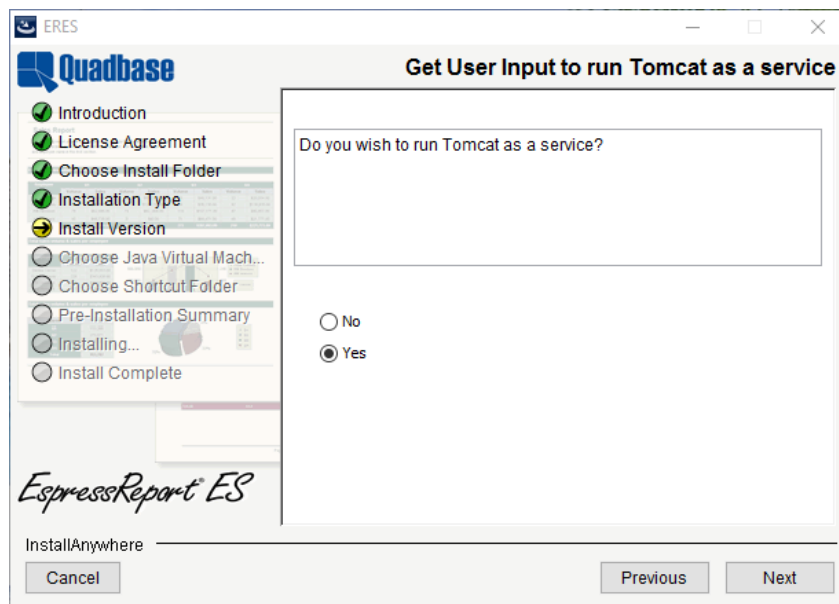 ERES
Quadbase
Get User Input to run Tomcat as a service
Introduction
License Agreement
Choose Install Folder
Installation Type
Install Version
Choose Java Virtual Mach...
Choose Shortcut Folder
Pre-Installation Summary
Installing...
Install Complete
Do you wish to run Tomcat as a service?
No
Yes
EspressReport® ES
InstallAnywhere
Cancel
Previous
Next